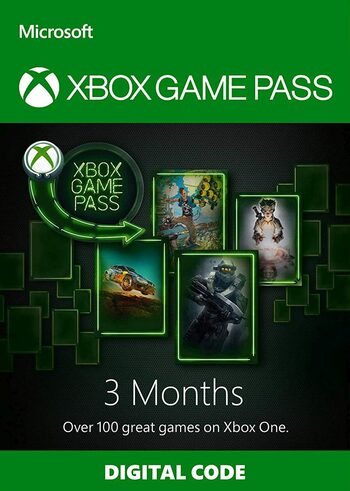 Microsoft
XBOX GAME PASS
XBOX
GAME
PASS
3 Months
Over 100 great games on Xbox One.
DIGITAL CODE